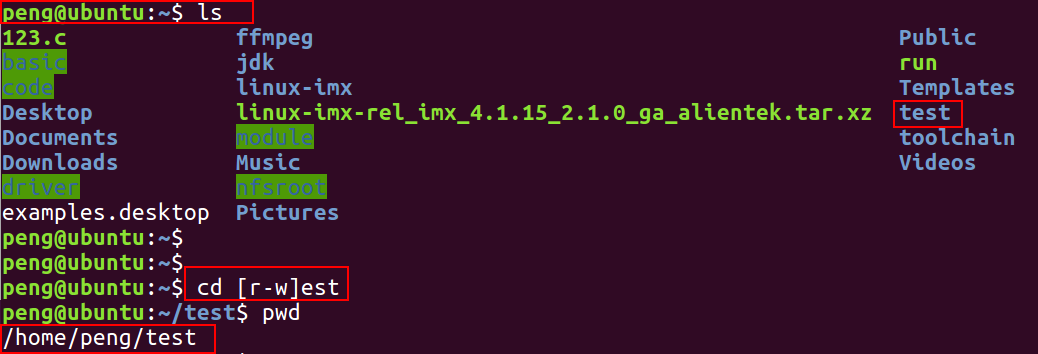 peng@ubuntu:~$ ls
123.c ffmpeg Public
basic jdk run
code linux-imx Templates
Desktop linux-imx-rel_imx_4.1.15_2.1.0_ga_alientek.tar.xz test
Documents module toolchain
Downloads Music Videos
driver nfsroot
examples.desktop Pictures
peng@ubuntu:~$
peng@ubuntu:~$
peng@ubuntu:~$ cd [r-w]est
peng@ubuntu:~/test$ pwd
/home/peng/test